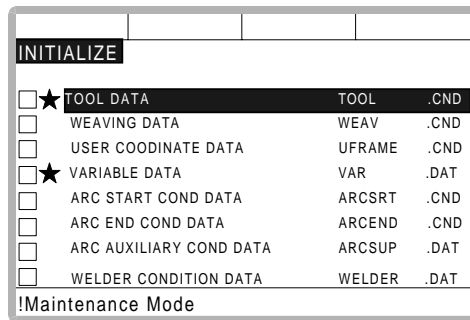 INITIALIZE
TOOL DATA TOOL .CND
WEAVING DATA WEAV .CND
USER COODINATE DATA UFRAME .CND
VARIABLE DATA VAR .DAT
ARC START COND DATA ARCSRT .CND
ARC END COND DATA ARCEND .CND
ARC AUXILIARY COND DATA ARCSUP .DAT
WELDER CONDITION DATA WELDER .DAT
!Maintenance Mode